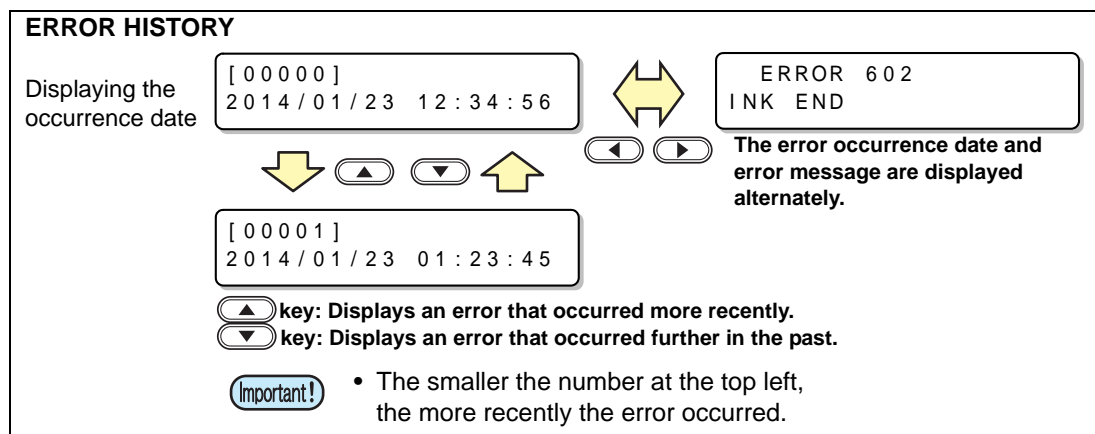 ERROR HISTORY
Displaying the
occurrence date
[00000]
2014/01/23 12:34:56
ERROR 602
INK END
The error occurrence date and
error message are displayed
alternately.
[00001]
2014/01/23 01:23:45
key: Displays an error that occurred more recently.
key: Displays an error that occurred further in the past.
Important!
• The smaller the number at the top left,
the more recently the error occurred.